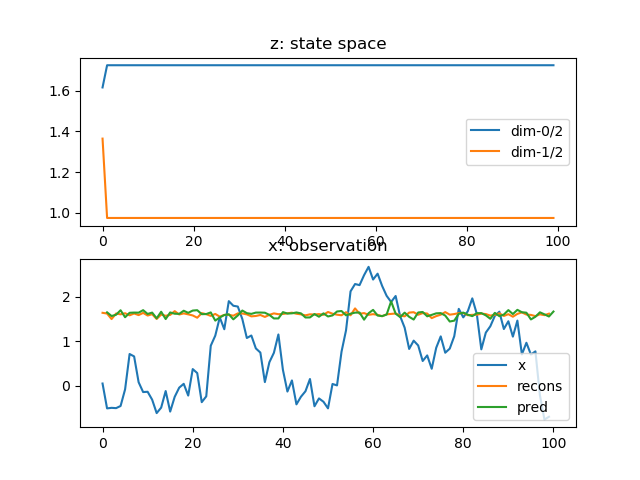 z: state space
1.6
1.4
1.2
1.0
dim-0/2
dim-1/2
0 20 40 60 80 100
x: observation
2
1
0
x
recons
pred
0 20 40 60 80 100